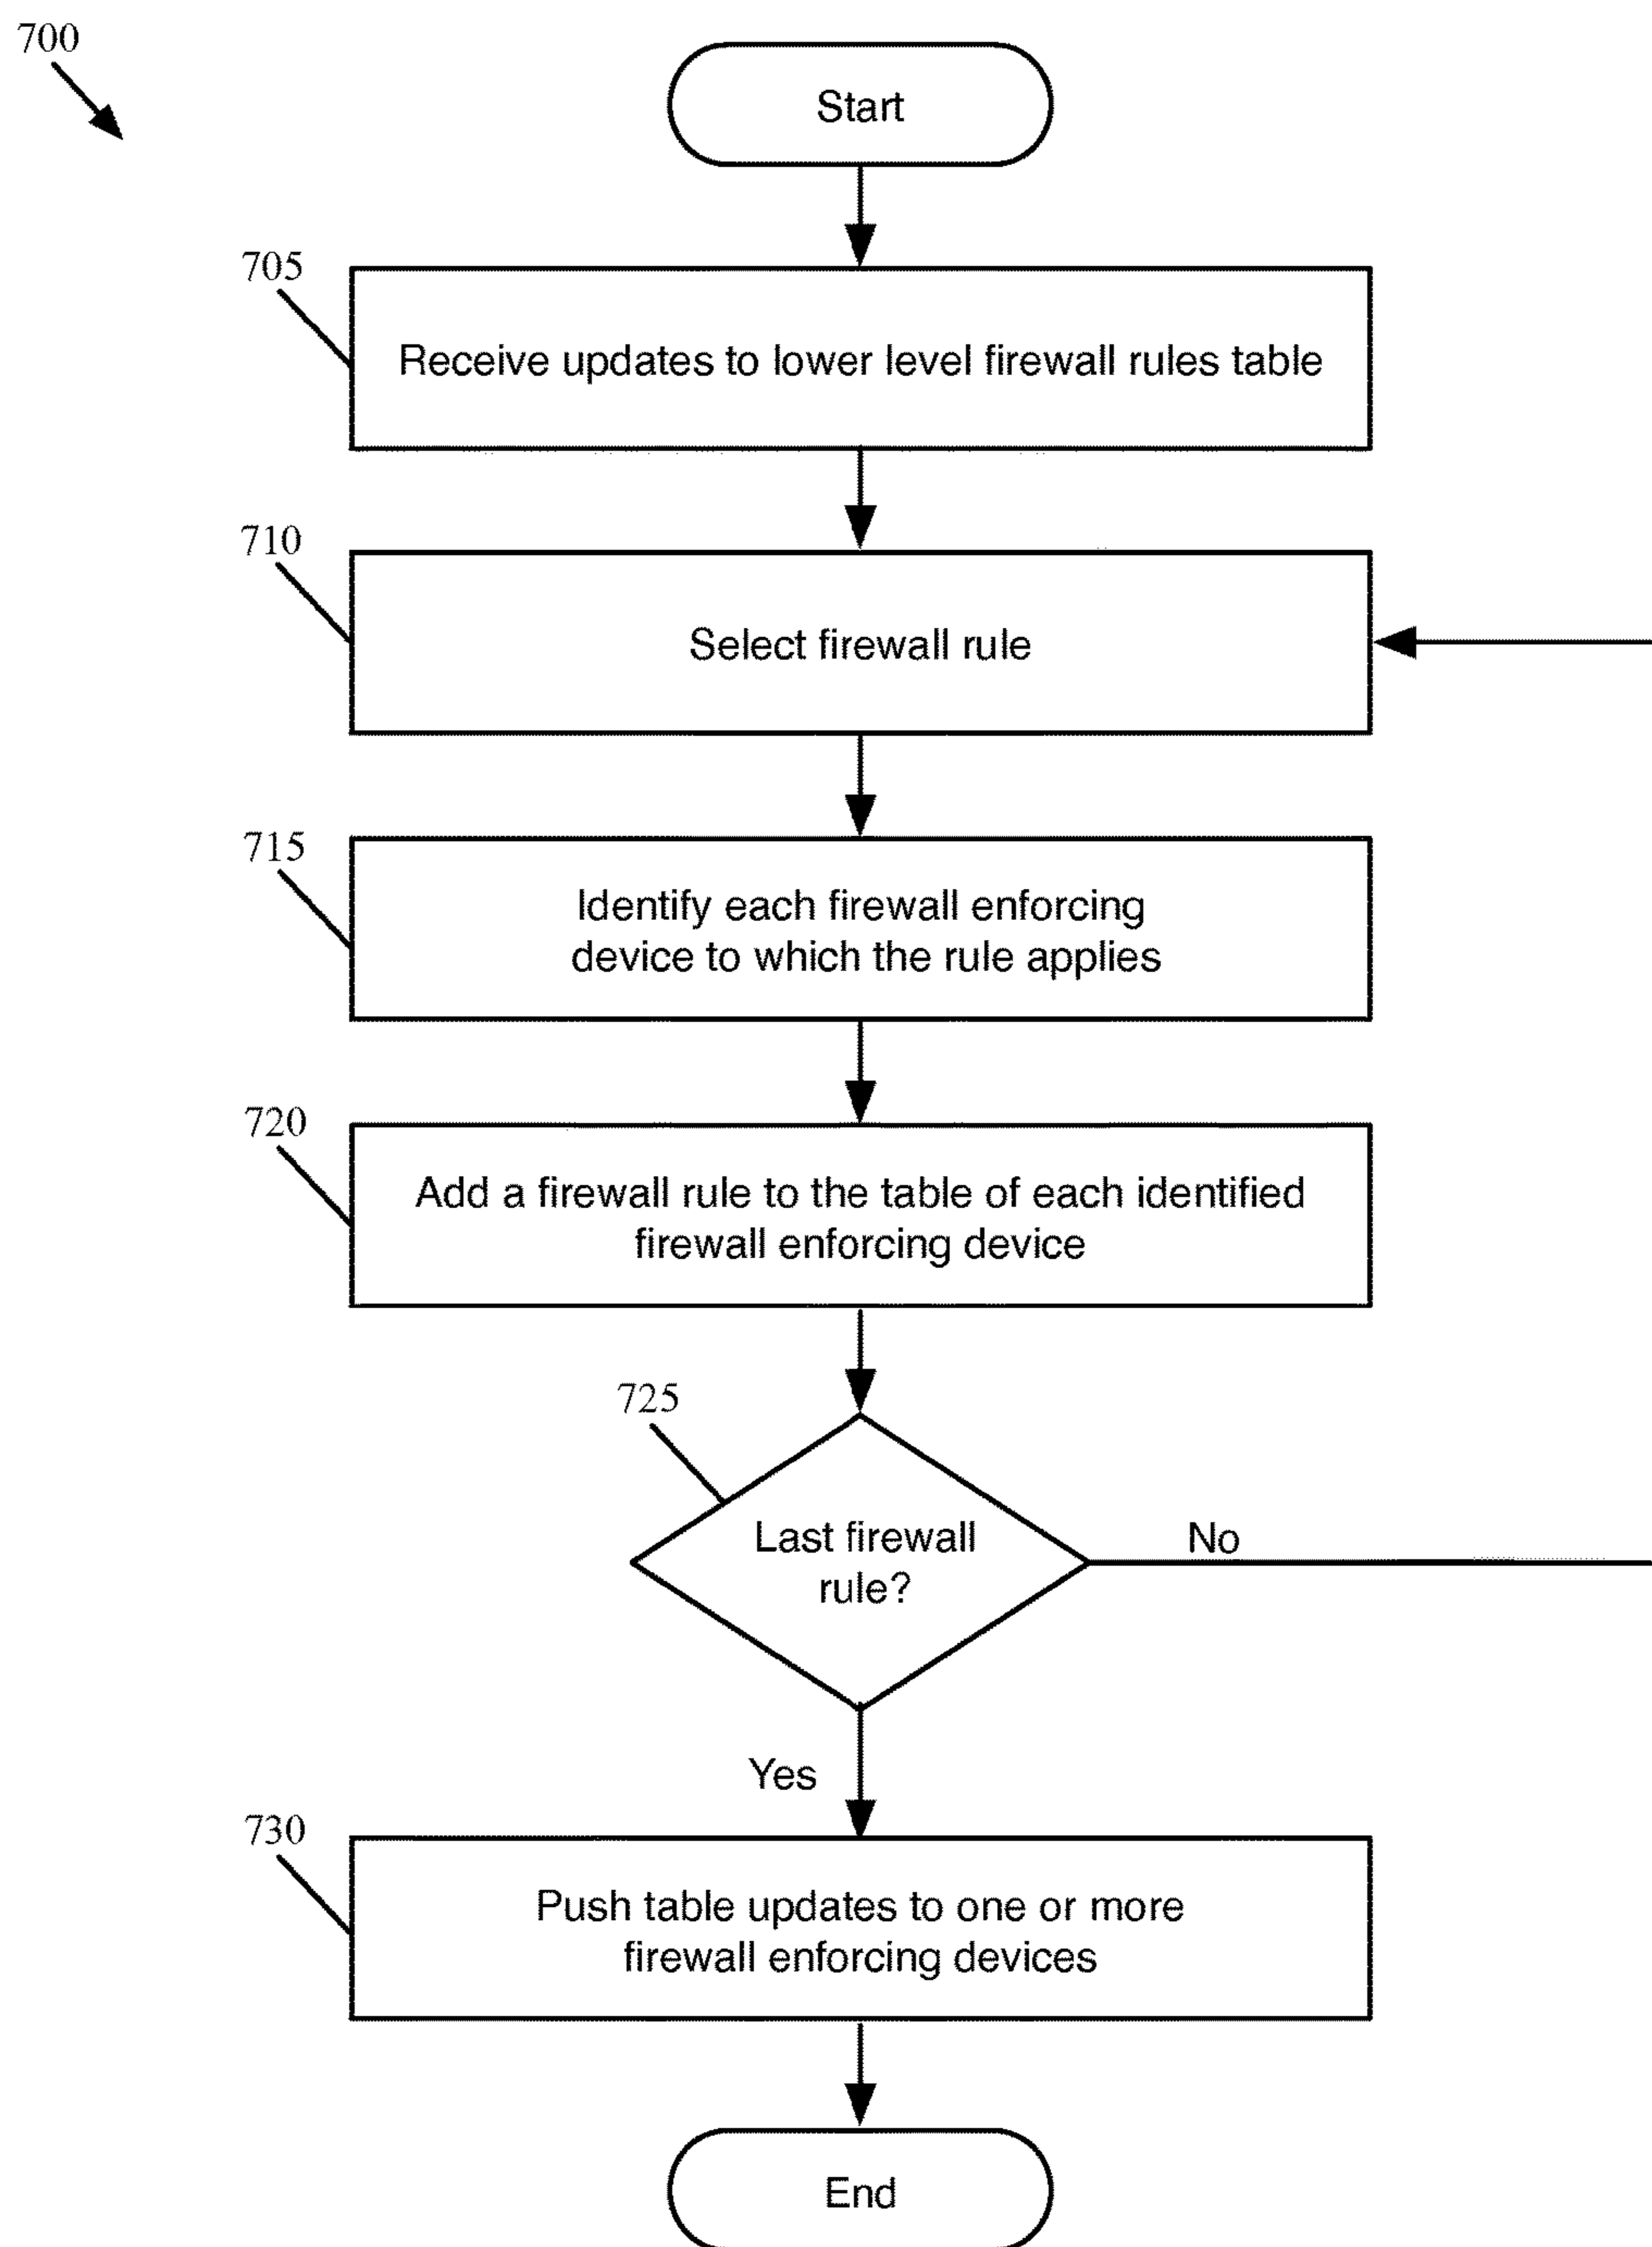 700
Start
705
Receive updates to lower level firewall rules table
710
Select firewall rule
715
Identify each firewall enforcing
device to which the rule applies
720
Add a firewall rule to the table of each identified
firewall enforcing device
725
Last firewall
rule?
No
Yes
730
Push table updates to one or more
firewall enforcing devices
End